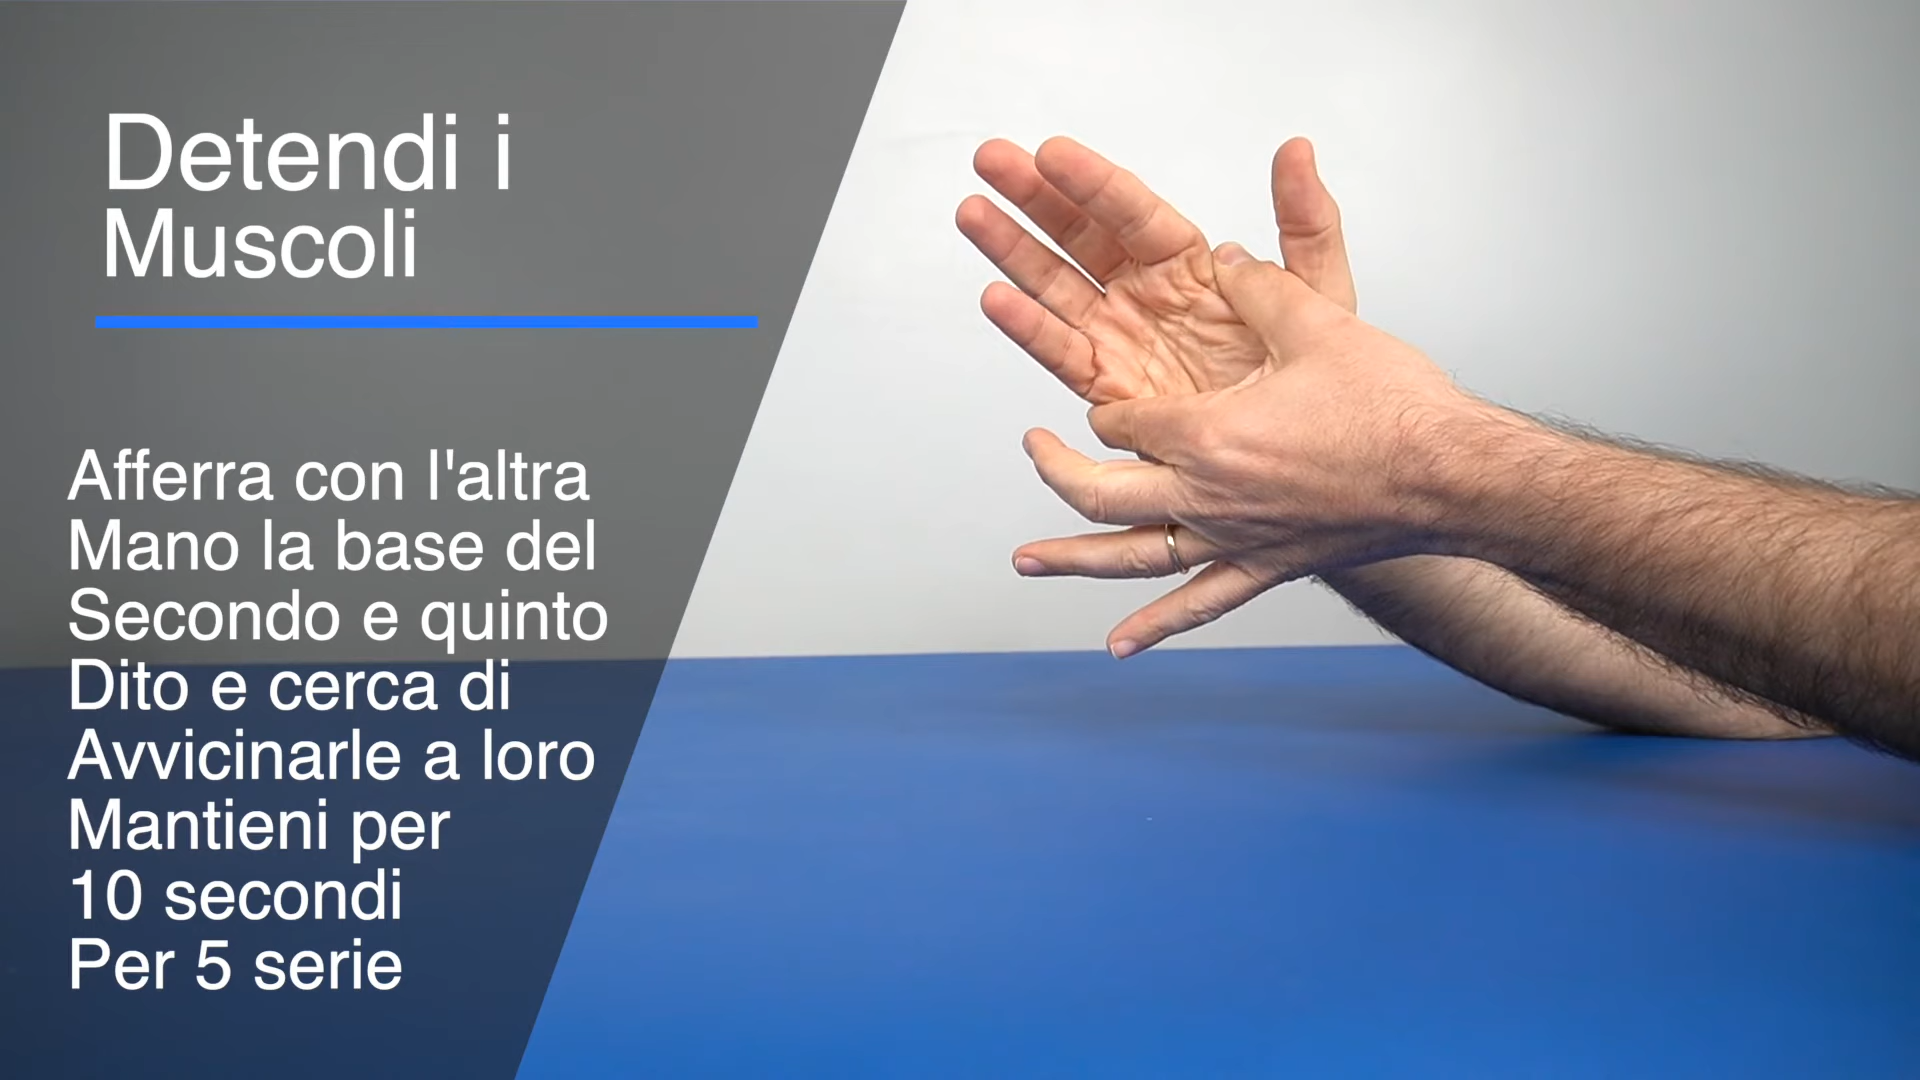 Detendi i
Muscoli
Afferra con l'altra
Mano la base del
Secondo e quinto
Dito e cerca di
Avvicinarle a loro
Mantieni per
10 secondi
Per 5 serie